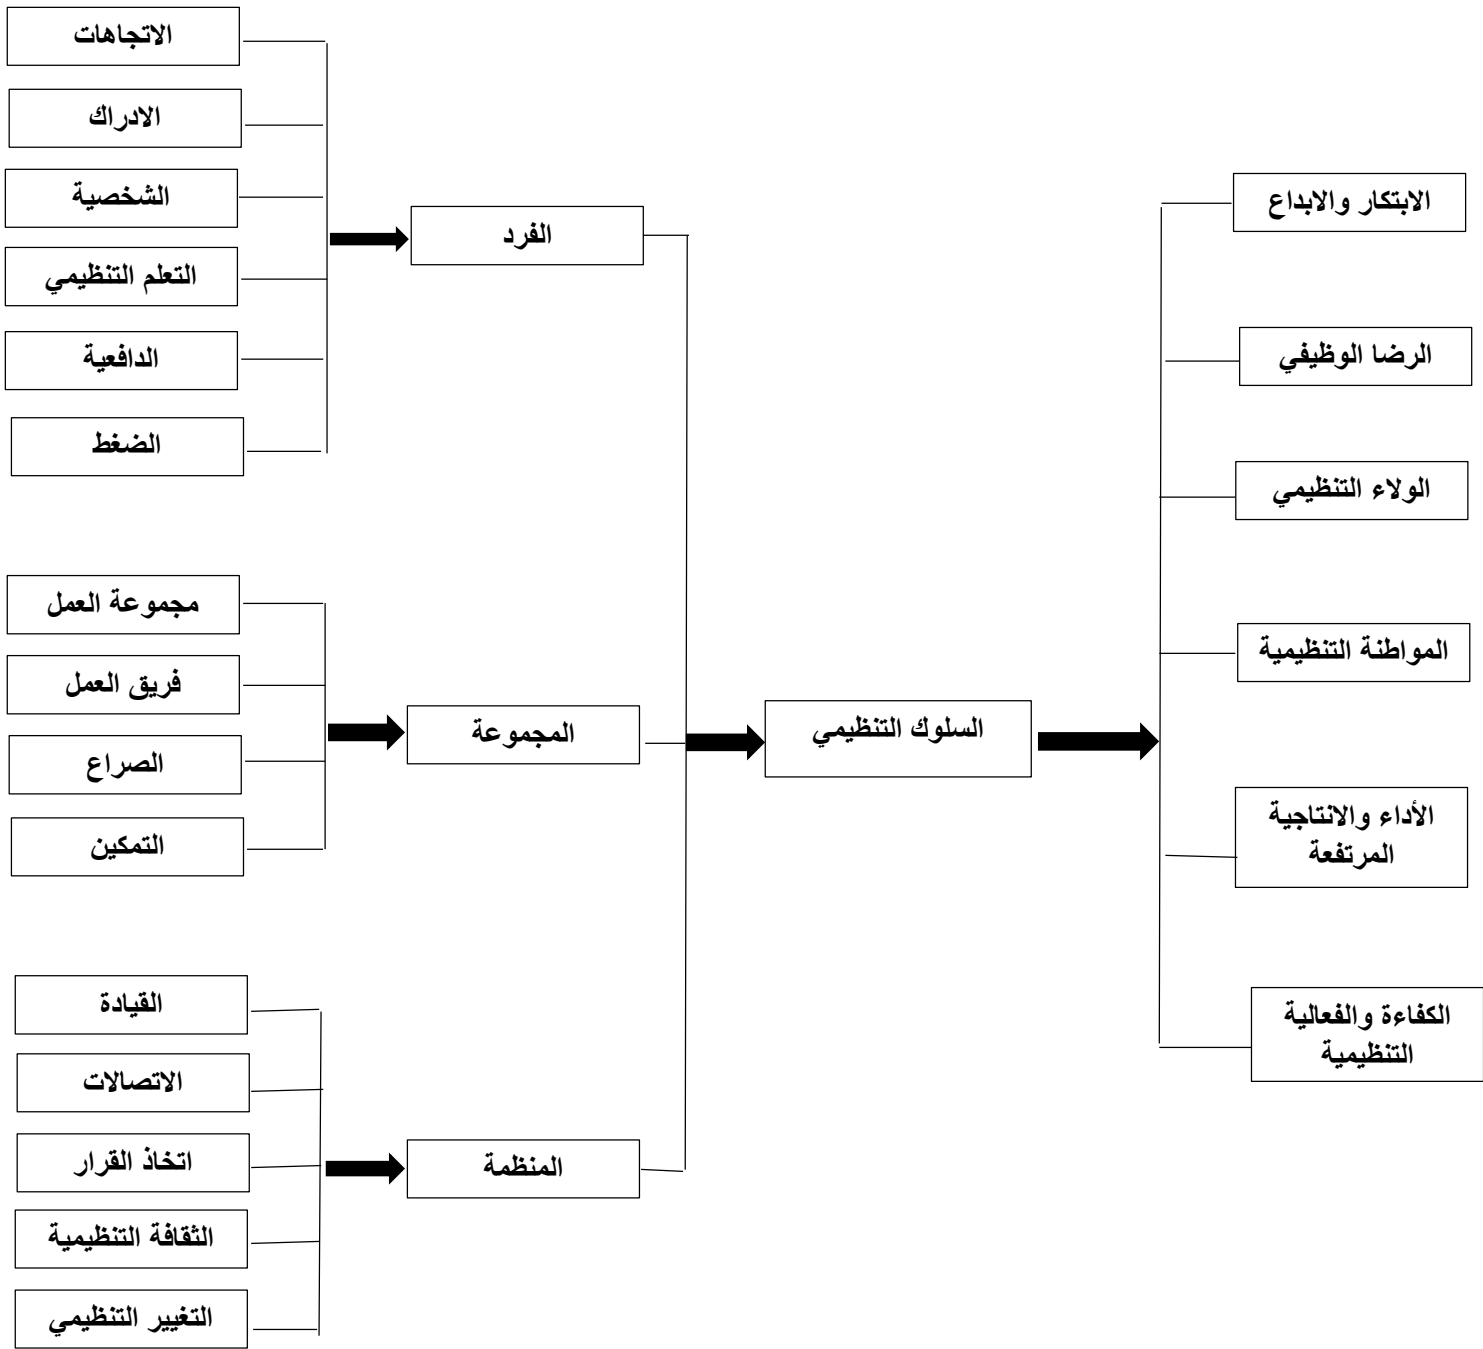 الاتجاهات
الادراك
الشخصية
التعلم التنظيمي
الدافعية
الضغط
الفرد
مجموعة العمل
فريق العمل
الصراع
التمكين
المجموعة
القيادة
الاتصالات
اتخاذ القرار
الثقافة التنظيمية
التغيير التنظيمي
المنظمة
السلوك التنظيمي
الابتكار والابداع
الرضا الوظيفي
الولاء التنظيمي
المواطنة التنظيمية
الأداء والانتاجية
المرتفعة
الكفاءة والفعالية
التنظيمية